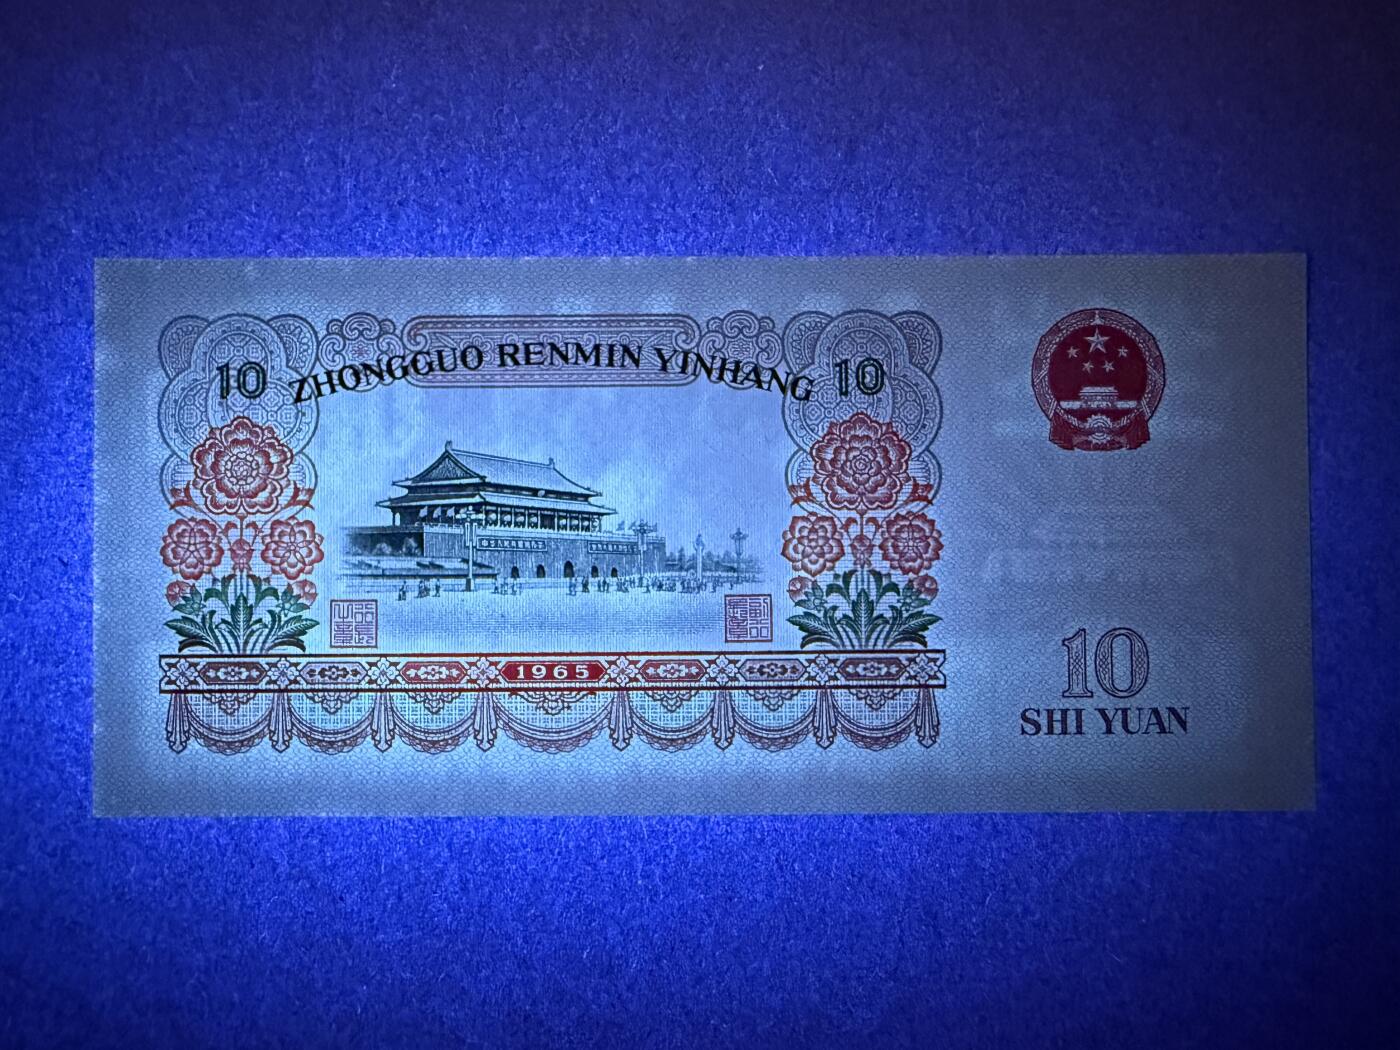 10 ZHONGGUO RENMIN YINHANG 10
1965
10
SHI YUAN